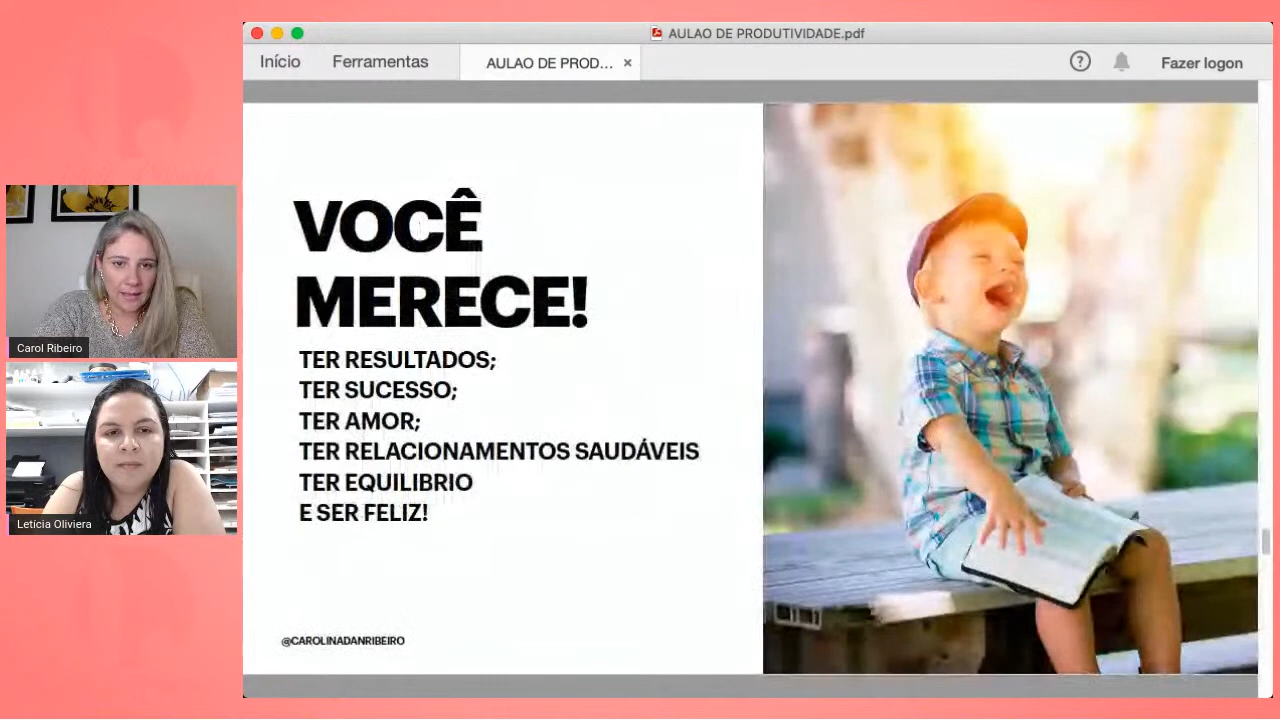 AULAO DE PRODUTIVIDADE.pdf
Início Ferramentas AULAO DE PROD... × ? Fazer logon
VOCÊ
MERECE!
TER RESULTADOS;
TER SUCESSO;
TER AMOR;
TER RELACIONAMENTOS SAUDÁVEIS
TER EQUILIBRIO
E SER FELIZ!
@CAROLINADANRIBEIRO
Carol Ribeiro
Letícia Oliviera